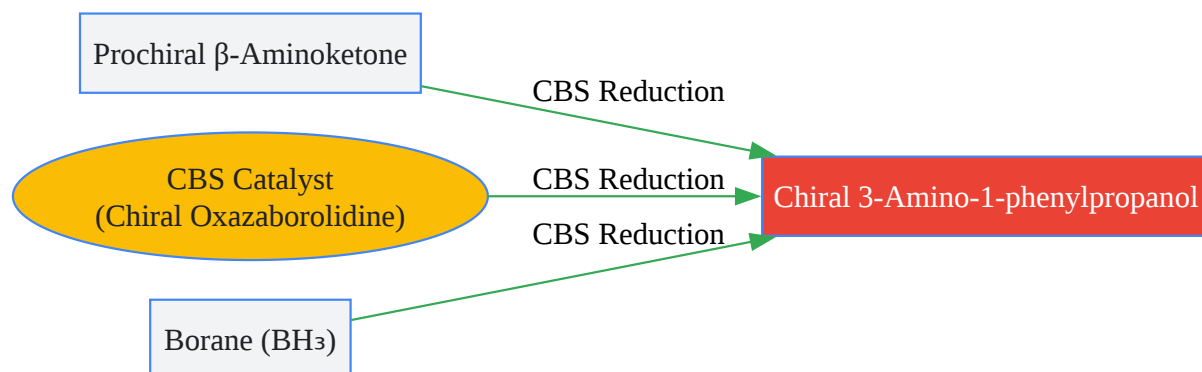 Prochiral β-Aminoketone
CBS Reduction
CBS Catalyst
(Chiral Oxazaborolidine)
CBS Reduction
Chiral 3-Amino-1-phenylpropanol
CBS Reduction
Borane (BH₃)